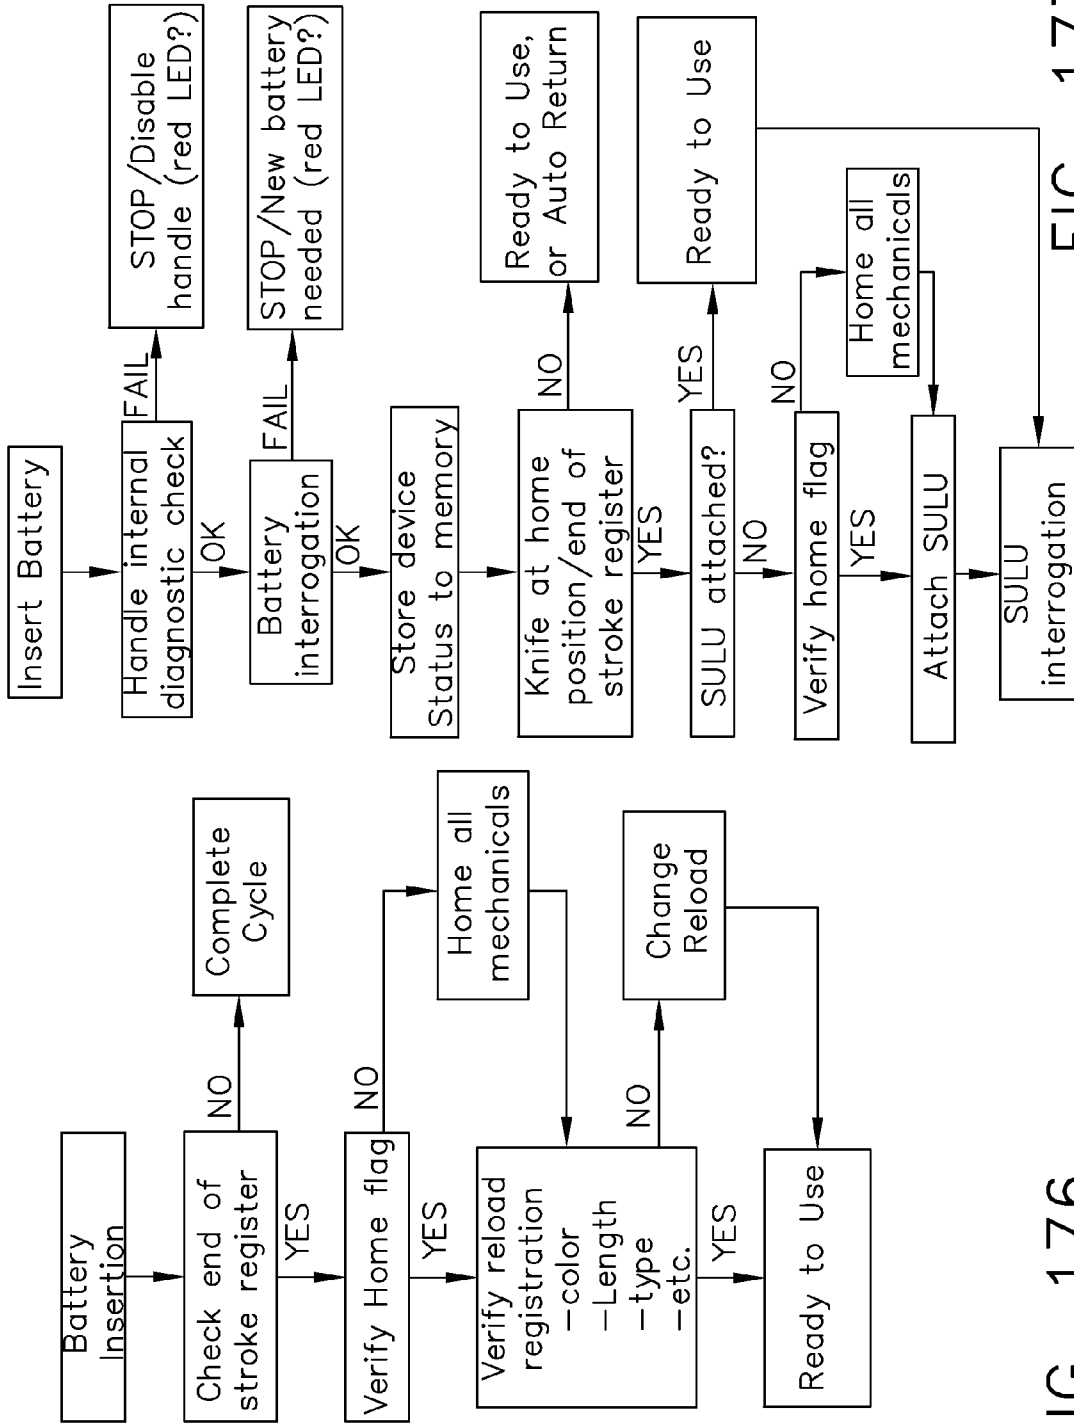 Battery
Insertion
Check end of
stroke register
NO
Complete
Cycle
YES
Verify Home flag
NO
Home all
mechanicals
YES
Verify reload
registration
-color
-Length
-type
-etc.
NO
Change
Reload
YES
Ready to Use
IG 176
Insert Battery
Handle internal
diagnostic check
FAIL
STOP/Disable
handle (red LED?)
OK
Battery
interrogation
FAIL
STOP/New battery
needed (red LED?)
OK
Store device
Status to memory
Knife at home
position/end of
stroke register
NO
Ready to Use,
or Auto Return
YES
SULU attached?
YES
Ready to Use
NO
Verify home flag
NO
Home all
mechanicals
YES
Attach SULU
SULU
interrogation
FIG 17